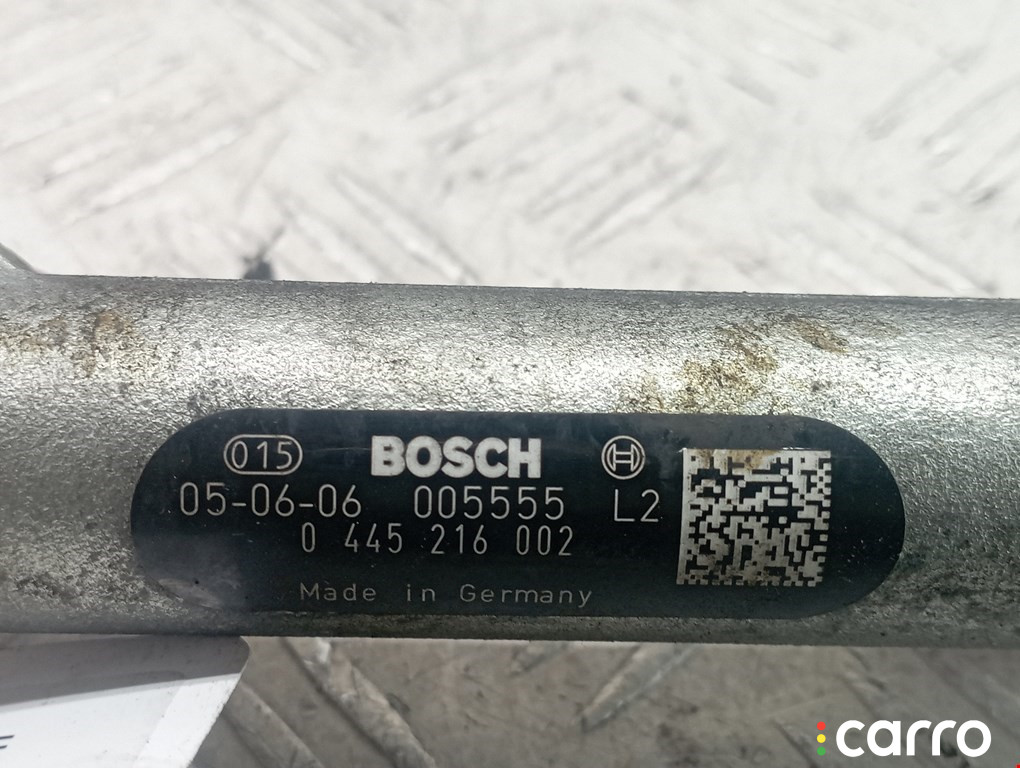 015 BOSCH
05-06-06 005555 L2
0 445 216 002
Made in Germany
carro